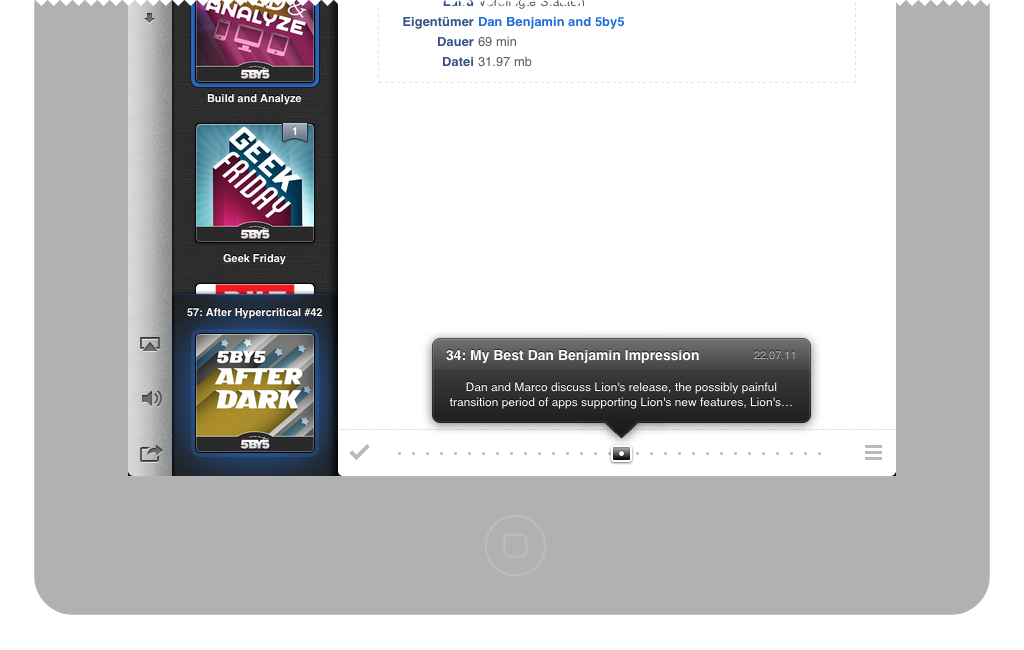 & ANALYZE
5BY5
Build and Analyze
1
GEEK
FRIDAY
5BY5
Geek Friday
57: After Hypercritical #42
5BY5
AFTER
DARK
5BY5
Eigentümer Dan Benjamin and 5by5
Dauer 69 min
Datei 31.97 mb
34: My Best Dan Benjamin Impression 22.07.11
Dan and Marco discuss Lion's release, the possibly painful
transition period of apps supporting Lion's new features, Lion's…